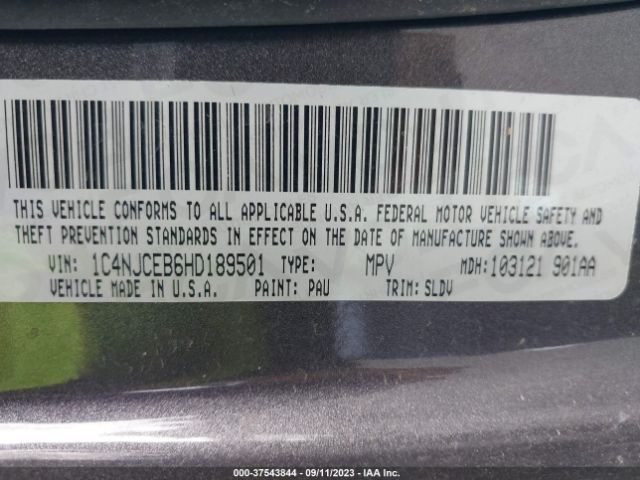 THIS VEHICLE CONFORMS TO ALL APPLICABLE U.S.A. FEDERAL MOTOR VEHICLE SAFETY AND
THEFT PREVENTION STANDARDS IN EFFECT ON THE DATE OF MANUFACTURE SHOWN ABOVE.
VIN: 1C4NJCEB6HD189501 TYPE: MPV MDH:103121 901AA
VEHICLE MADE IN U.S.A. PAINT: PAU TRIM: SLDV
000-37543844 / 09/11/2023 - IAA Inc.